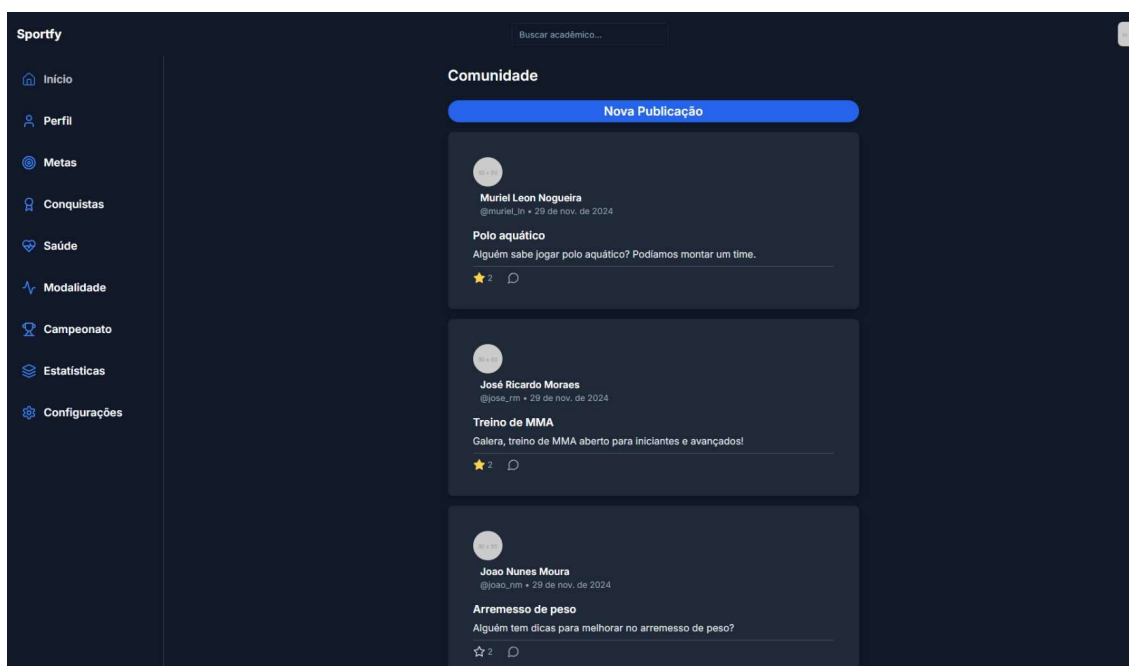 Sportfy
Buscar acadêmico...
Início
Perfil
Metas
Conquistas
Saúde
Modalidade
Campeonato
Estatísticas
Configurações
Comunidade
Nova Publicação
Muriel Leon Nogueira
@muriel_ln • 29 de nov. de 2024
Polo aquático
Alguém sabe jogar polo aquático? Podíamos montar um time.
2
José Ricardo Moraes
@jose_rm • 29 de nov. de 2024
Treino de MMA
Galera, treino de MMA aberto para iniciantes e avançados!
2
Joao Nunes Moura
@joao_nm • 29 de nov. de 2024
Arremesso de peso
Alguém tem dicas para melhorar no arremesso de peso?
2